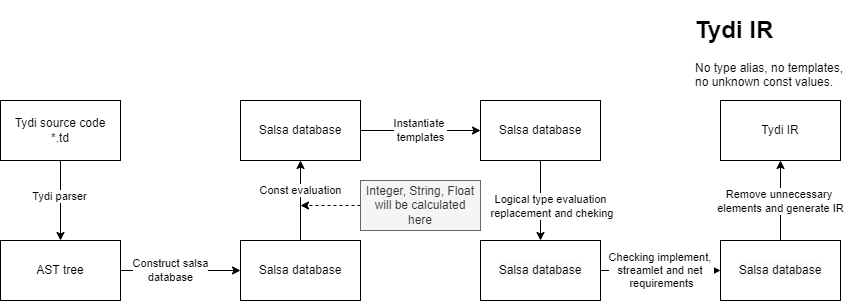 Tydi IR
No type alias, no templates,
no unknown const values.
Tydi source code
*.td
Salsa database
Instantiate
templates
Salsa database
Tydi IR
Tydi parser
Const evaluation
Integer, String, Float
will be calculated
here
Logical type evaluation
replacement and cheking
Remove unnecessary
elements and generate IR
AST tree
Construct salsa
database
Salsa database
Salsa database
Checking implement,
streamlet and net
requirements
Salsa database